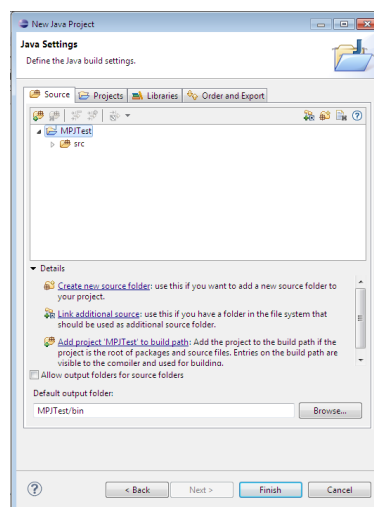 New Java Project
Java Settings
Define the Java build settings.
Source Projects Libraries Order and Export
MPJTest
src
Details
Create new source folder: use this if you want to add a new source folder to
your project.
Link additional source: use this if you have a folder in the file system that
should be used as additional source folder.
Add project 'MPJTest' to build path: Add the project to the build path if the
project is the root of packages and source files. Entries on the build path are
visible to the compiler and used for building.
Allow output folders for source folders
Default output folder:
MPJTest/bin
Browse...
< Back Next > Finish Cancel